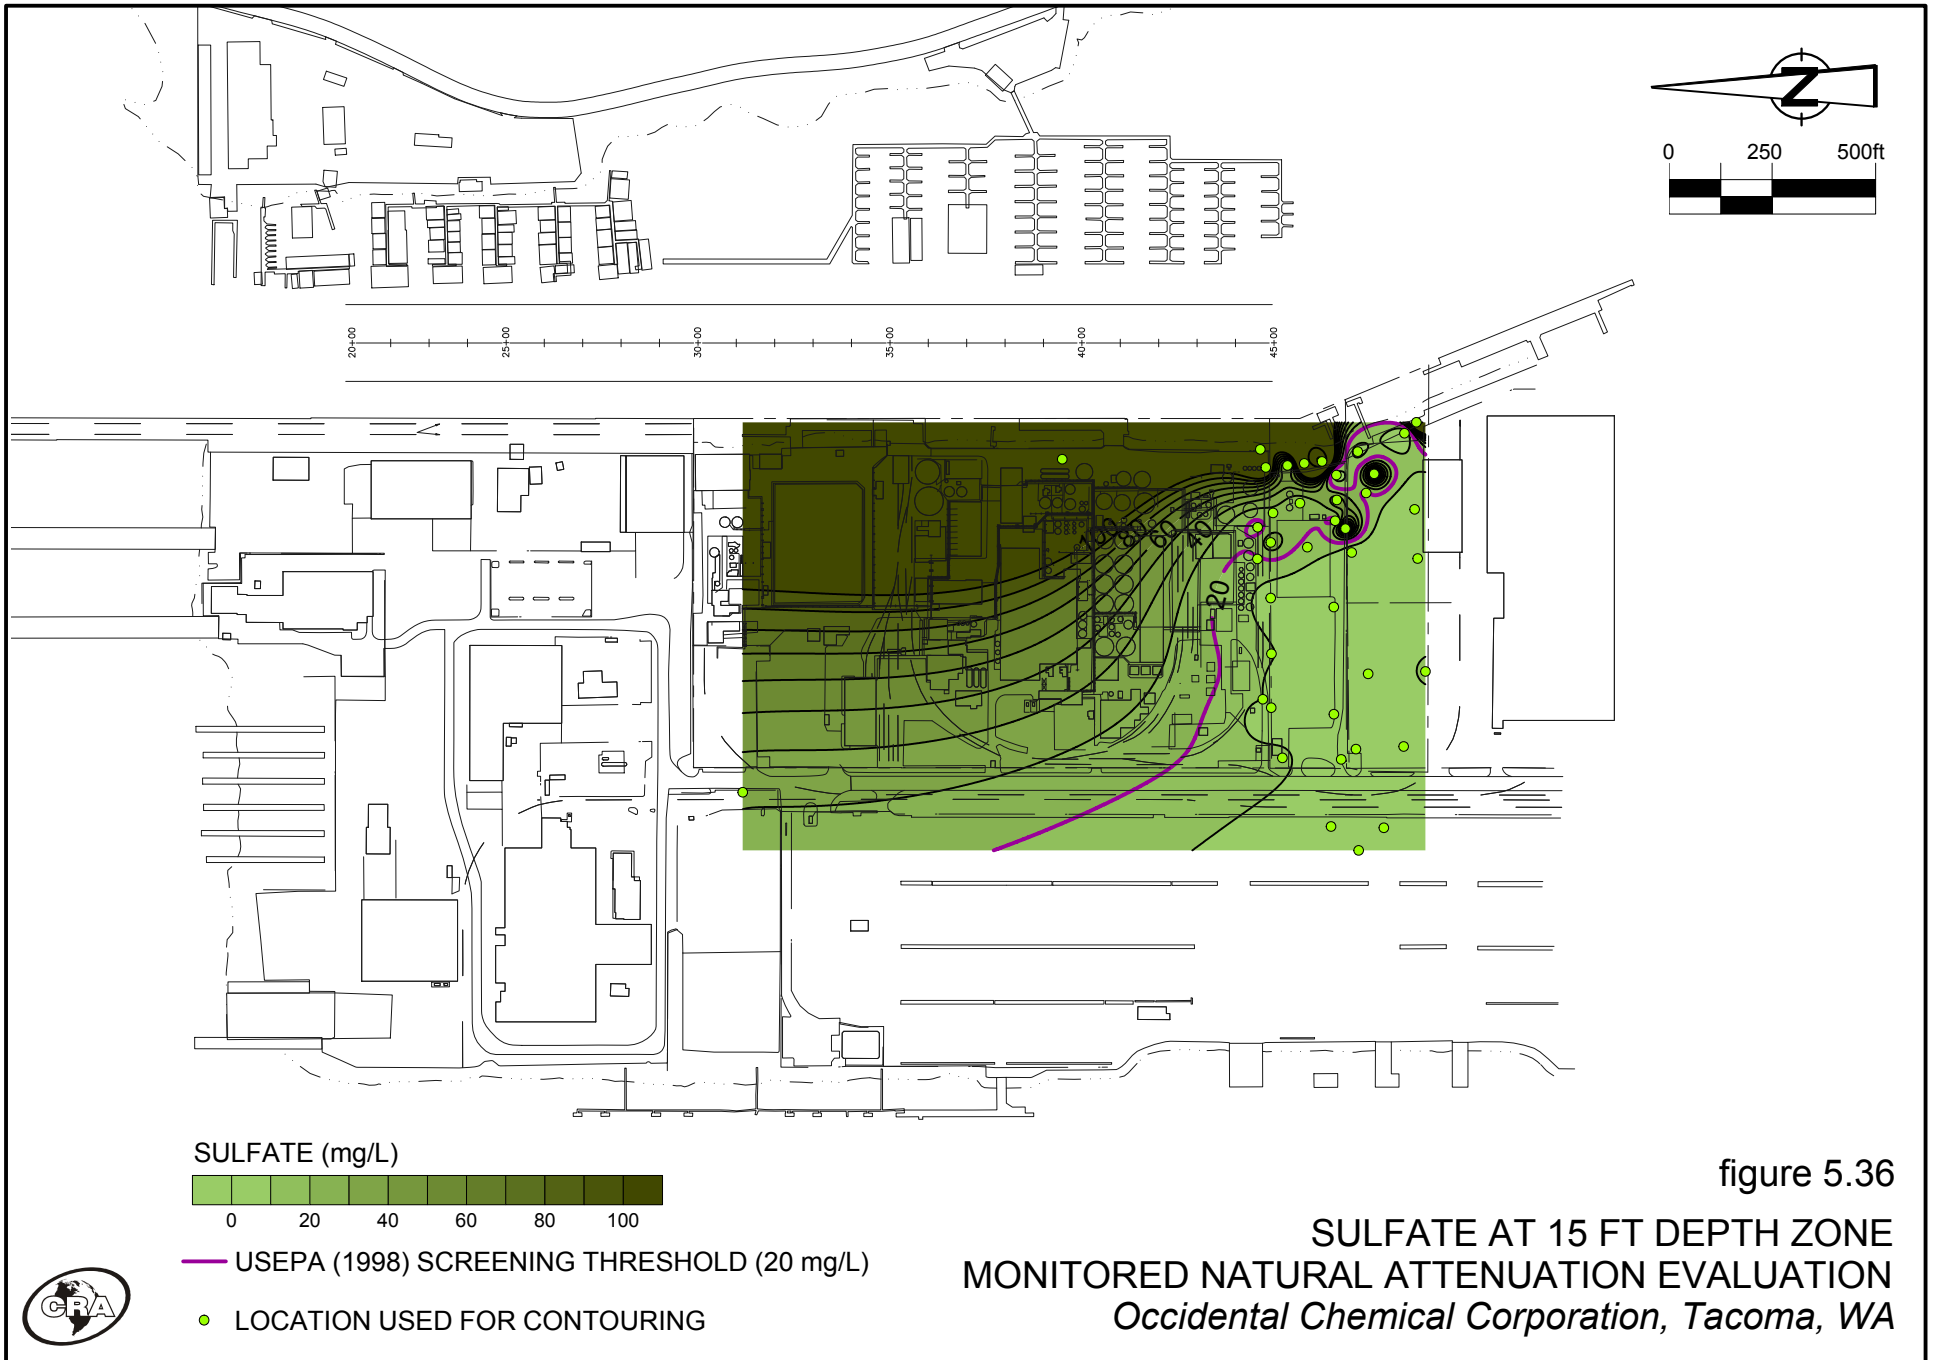 N
0 250 500ft
20+00 25+00 30+00 35+00 40+00 45+00
100 80 60 40
20
SULFATE (mg/L)
0 20 40 60 80 100
USEPA (1998) SCREENING THRESHOLD (20 mg/L)
LOCATION USED FOR CONTOURING
CRA
figure 5.36
SULFATE AT 15 FT DEPTH ZONE
MONITORED NATURAL ATTENUATION EVALUATION
Occidental Chemical Corporation, Tacoma, WA